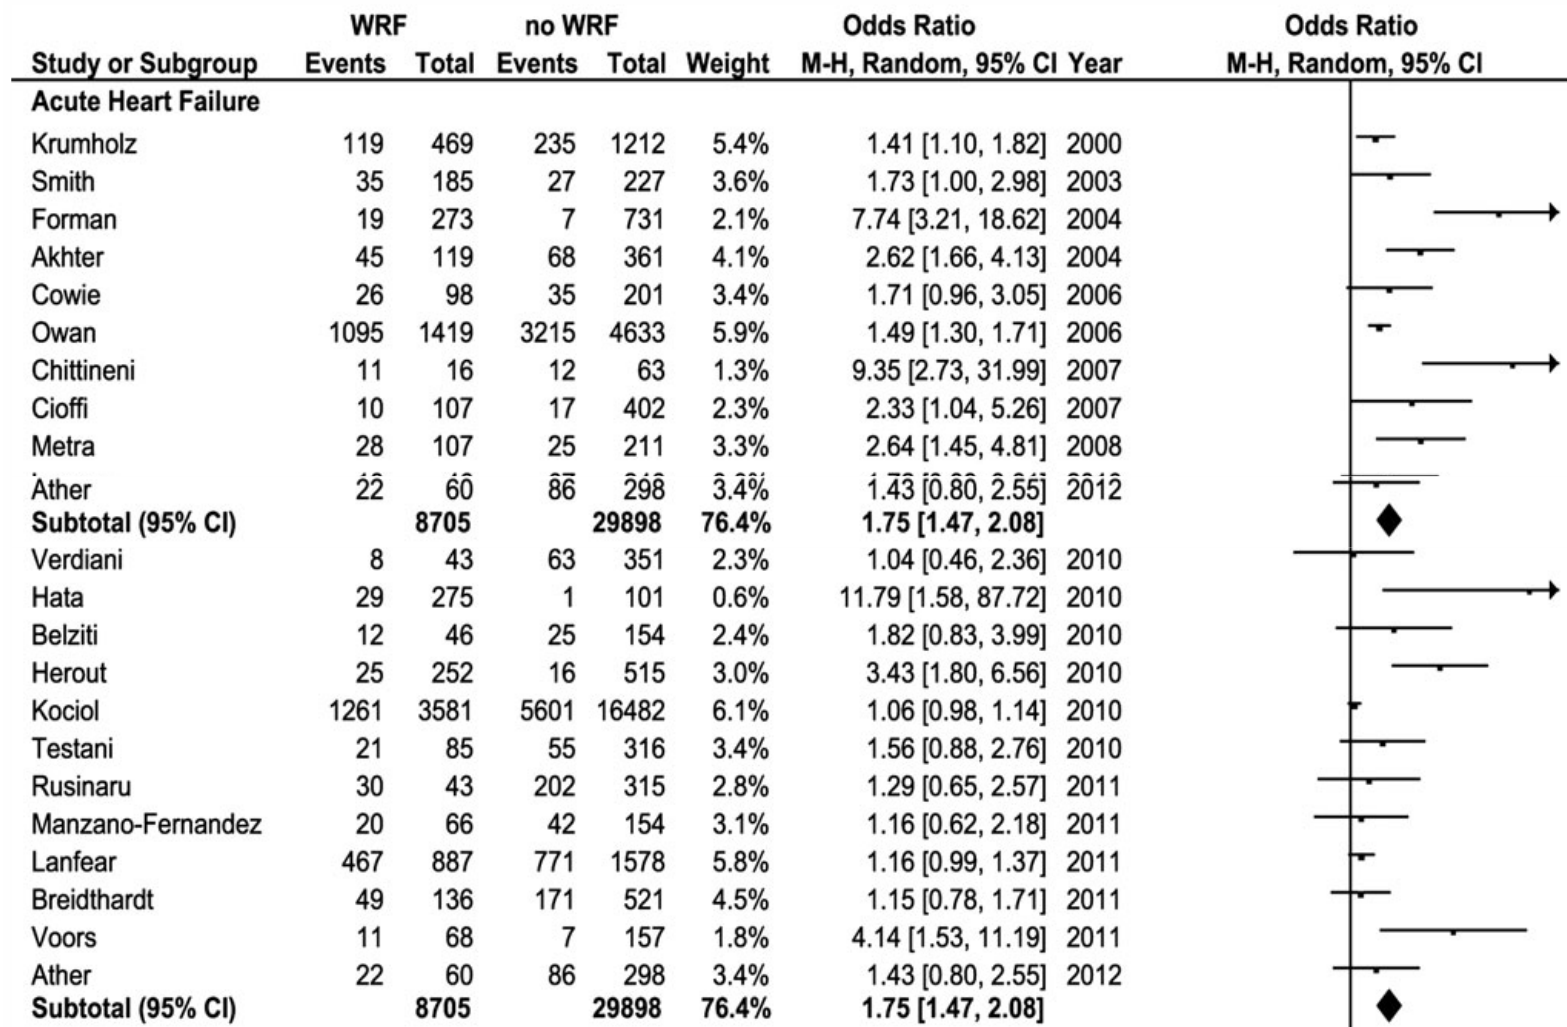 WRF no WRF Odds Ratio Odds Ratio
Study or Subgroup Events Total Events Total Weight M-H, Random, 95% CI Year M-H, Random, 95% CI
Acute Heart Failure
Krumholz 119 469 235 1212 5.4% 1.41 [1.10, 1.82] 2000
Smith 35 185 27 227 3.6% 1.73 [1.00, 2.98] 2003
Forman 19 273 7 731 2.1% 7.74 [3.21, 18.62] 2004
Akhter 45 119 68 361 4.1% 2.62 [1.66, 4.13] 2004
Cowie 26 98 35 201 3.4% 1.71 [0.96, 3.05] 2006
Owan 1095 1419 3215 4633 5.9% 1.49 [1.30, 1.71] 2006
Chittineni 11 16 12 63 1.3% 9.35 [2.73, 31.99] 2007
Cioffi 10 107 17 402 2.3% 2.33 [1.04, 5.26] 2007
Metra 28 107 25 211 3.3% 2.64 [1.45, 4.81] 2008
Ather 22 60 86 298 3.4% 1.43 [0.80, 2.55] 2012
Subtotal (95% CI) 8705 29898 76.4% 1.75 [1.47, 2.08]
Verdiani 8 43 63 351 2.3% 1.04 [0.46, 2.36] 2010
Hata 29 275 1 101 0.6% 11.79 [1.58, 87.72] 2010
Belziti 12 46 25 154 2.4% 1.82 [0.83, 3.99] 2010
Herout 25 252 16 515 3.0% 3.43 [1.80, 6.56] 2010
Kociol 1261 3581 5601 16482 6.1% 1.06 [0.98, 1.14] 2010
Testani 21 85 55 316 3.4% 1.56 [0.88, 2.76] 2010
Rusinaru 30 43 202 315 2.8% 1.29 [0.65, 2.57] 2011
Manzano-Fernandez 20 66 42 154 3.1% 1.16 [0.62, 2.18] 2011
Lanfear 467 887 771 1578 5.8% 1.16 [0.99, 1.37] 2011
Breidthardt 49 136 171 521 4.5% 1.15 [0.78, 1.71] 2011
Voors 11 68 7 157 1.8% 4.14 [1.53, 11.19] 2011
Ather 22 60 86 298 3.4% 1.43 [0.80, 2.55] 2012
Subtotal (95% CI) 8705 29898 76.4% 1.75 [1.47, 2.08]